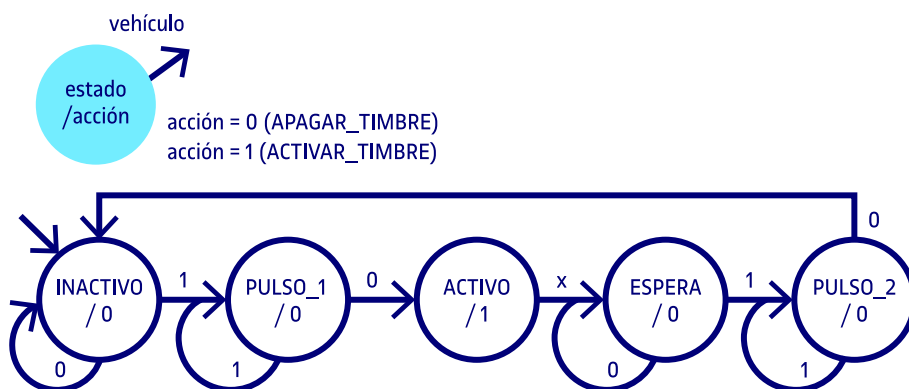 vehículo
estado
/acción
acción = 0 (APAGAR_TIMBRE)
acción = 1 (ACTIVAR_TIMBRE)
0
INACTIVO
/ 0
1
PULSO_1
/ 0
0
ACTIVO
/ 1
x
ESPERA
/ 0
1
PULSO_2
/ 0
0
1
0
1